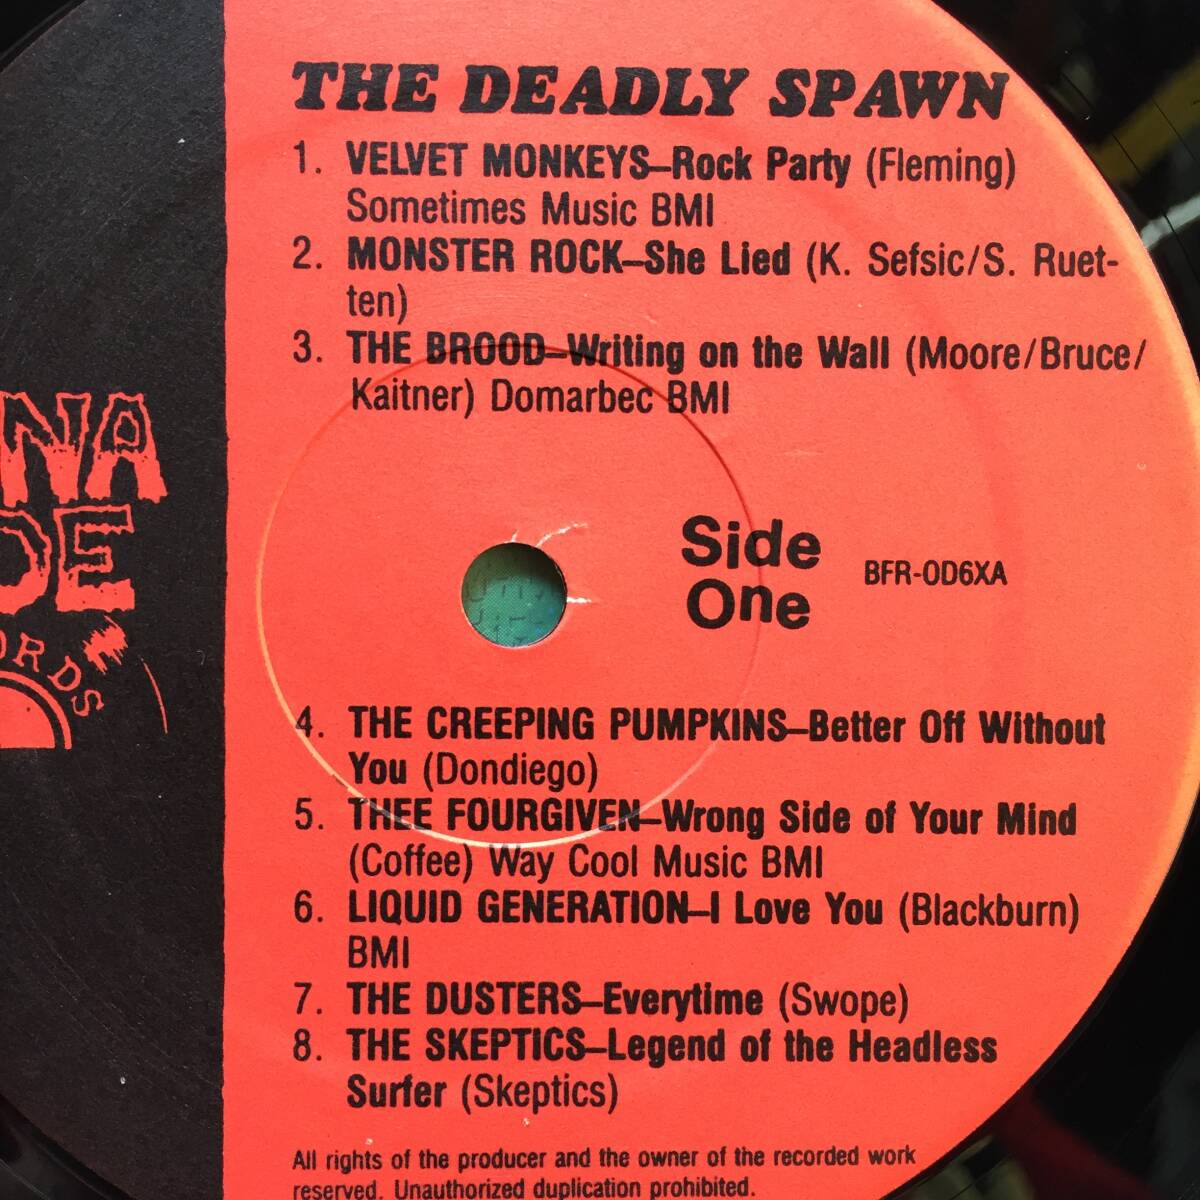 THE DEADLY SPAWN
1. VELVET MONKEYS–Rock Party (Fleming)
Sometimes Music BMI
2. MONSTER ROCK–She Lied (K. Sefsic/S. Ruet-
ten)
3. THE BROOD–Writing on the Wall (Moore/Bruce/
Kaitner) Domarbec BMI
NA
DE
ORDS
Side
One
BFR-OD6XA
4. THE CREEPING PUMPKINS–Better Off Without
You (Dondiego)
5. THEE FOURGIVEN–Wrong Side of Your Mind
(Coffee) Way Cool Music BMI
6. LIQUID GENERATION–I Love You (Blackburn)
BMI
7. THE DUSTERS–Everytime (Swope)
8. THE SKEPTICS–Legend of the Headless
Surfer (Skeptics)
All rights of the producer and the owner of the recorded work
reserved. Unauthorized duplication prohibited.